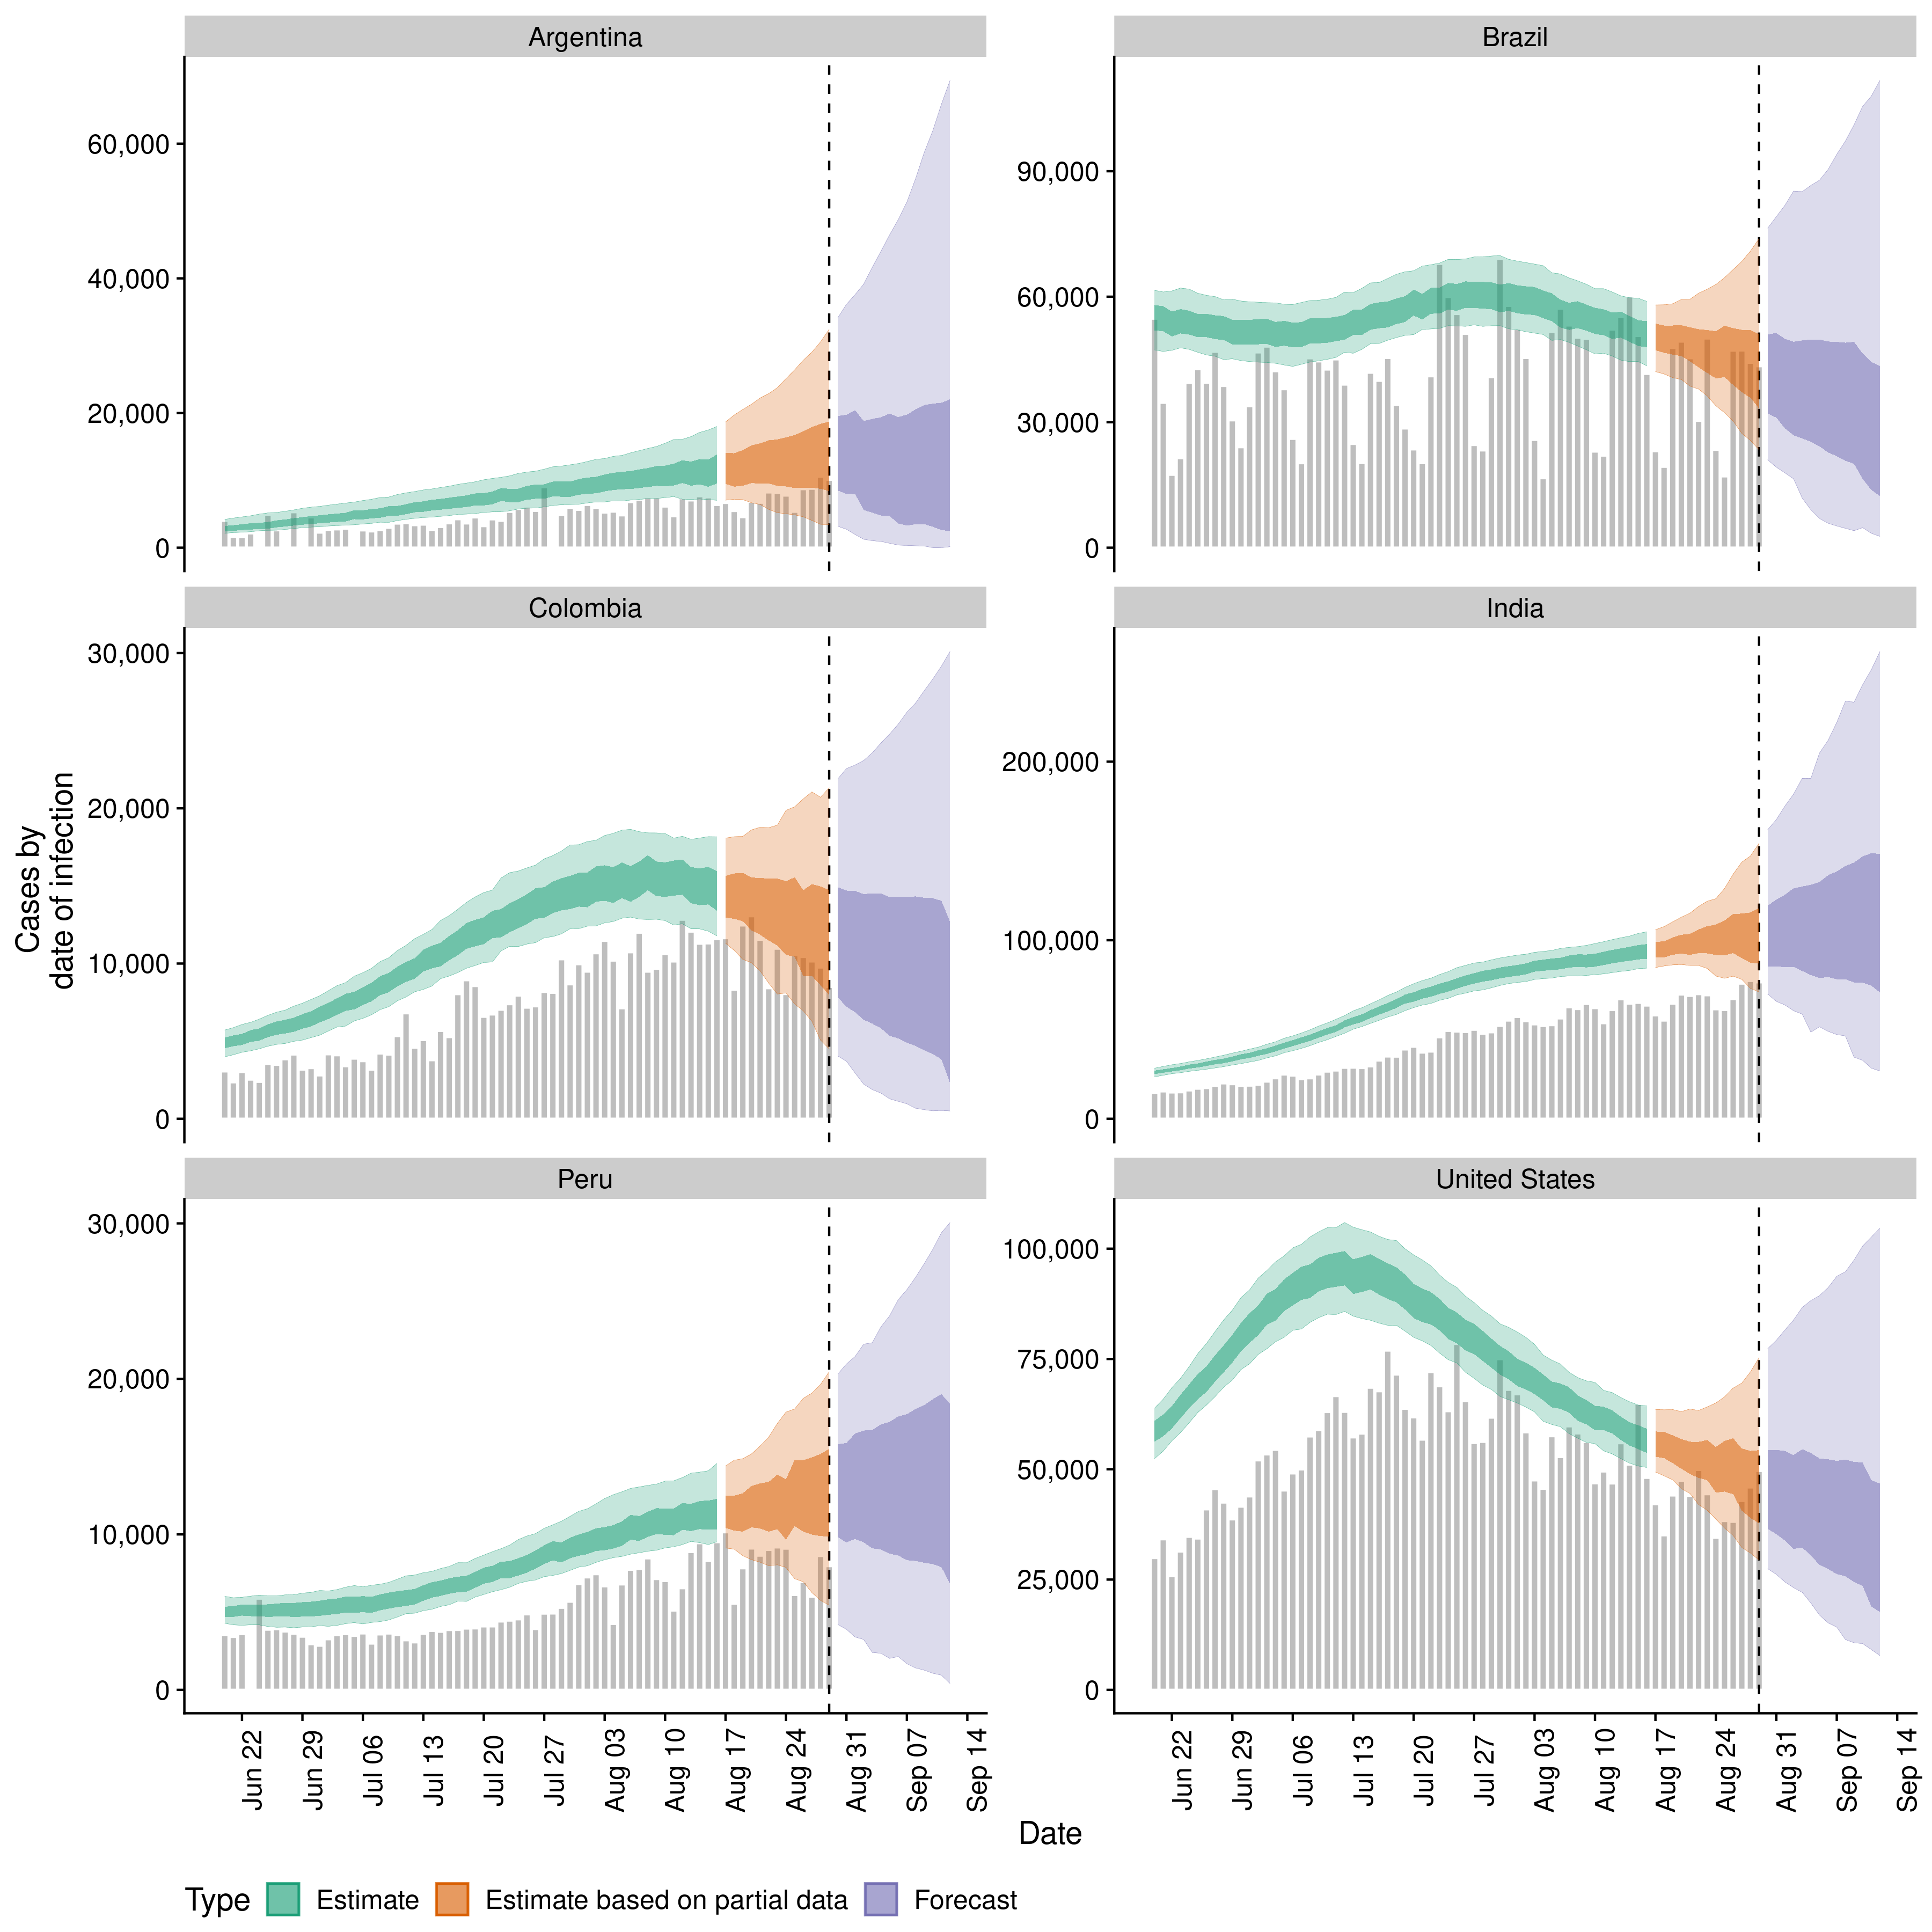 Argentina
Brazil
60,000
40,000
20,000
0
90,000
60,000
30,000
0
Colombia
India
30,000
20,000
10,000
0
200,000
100,000
0
Cases by
date of infection
Peru
United States
30,000
20,000
10,000
0
100,000
75,000
50,000
25,000
0
Jun 22
Jun 29
Jul 06
Jul 13
Jul 20
Jul 27
Aug 03
Aug 10
Aug 17
Aug 24
Aug 31
Sep 07
Sep 14
Jun 22
Jun 29
Jul 06
Jul 13
Jul 20
Jul 27
Aug 03
Aug 10
Aug 17
Aug 24
Aug 31
Sep 07
Sep 14
Date
Type Estimate Estimate based on partial data Forecast